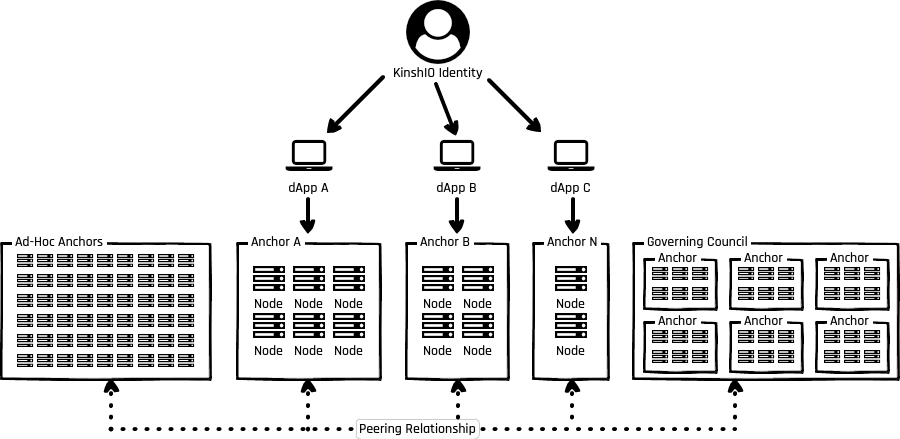 KinshIO Identity
dApp A
dApp B
dApp C
Ad-Hoc Anchors
Anchor A
Anchor B
Anchor N
Governing Council
Anchor
Anchor
Anchor
Node
Node
Node
Node
Node
Node
Anchor
Anchor
Anchor
Node
Node
Node
Node
Node
Node
Peering Relationship